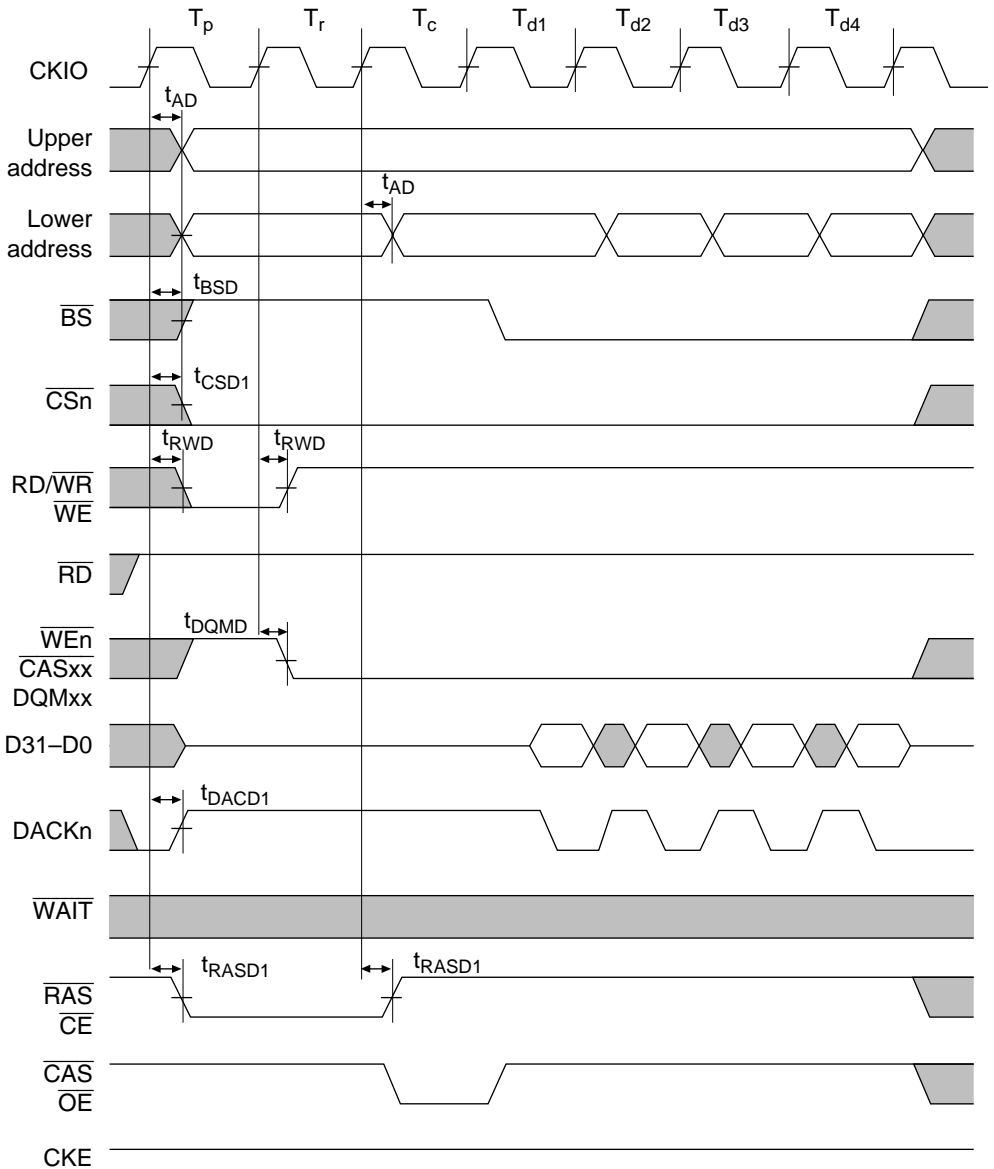 Tp Tr Tc Td1 Td2 Td3 Td4
CKIO
tAD
Upper
address
tAD
Lower
address
tBSD
BS
tCSD1
CSn
tRWD tRWD
RD/WR
WE
RD
tDQMD
WEn
CASxx
DQMxx
D31–D0
tDACD1
DACKn
WAIT
tRASD1 tRASD1
RAS
CE
CAS
OE
CKE